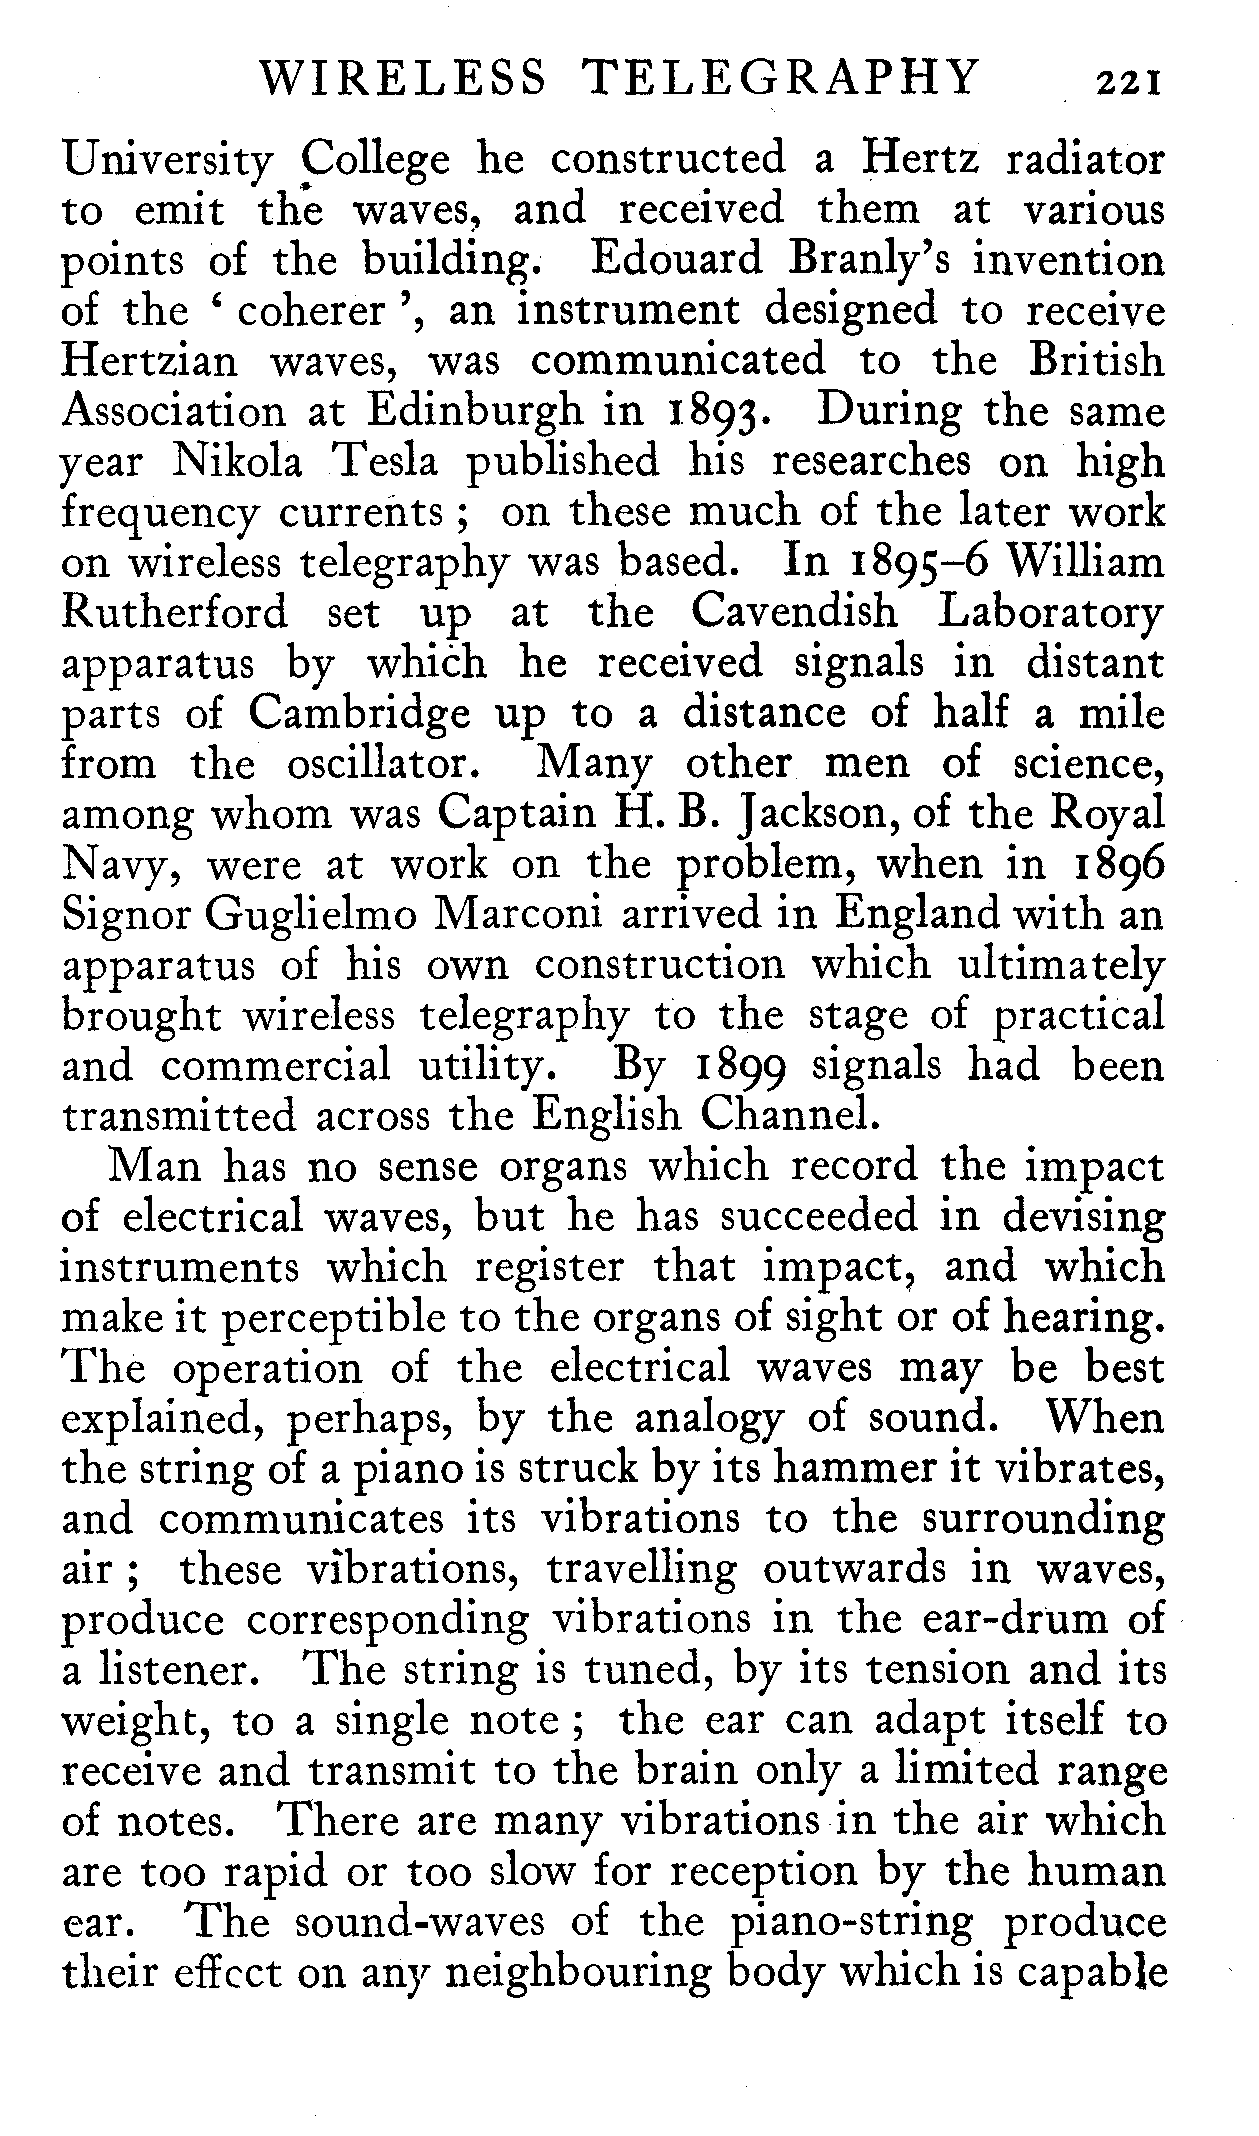 WIRELESS TELEGRAPHY 221
University College he constructed a Hertz radiator
to emit the waves, and received them at various
points of the building. Edouard Branly's invention
of the ‘ coherer ’, an instrument designed to receive
Hertzian waves, was communicated to the British
Association at Edinburgh in 1893. During the same
year Nikola Tesla published his researches on high
frequency currents ; on these much of the later work
on wireless telegraphy was based. In 1895–6 William
Rutherford set up at the Cavendish Laboratory
apparatus by which he received signals in distant
parts of Cambridge up to a distance of half a mile
from the oscillator. Many other men of science,
among whom was Captain H. B. Jackson, of the Royal
Navy, were at work on the problem, when in 1896
Signor Guglielmo Marconi arrived in England with an
apparatus of his own construction which ultimately
brought wireless telegraphy to the stage of practical
and commercial utility. By 1899 signals had been
transmitted across the English Channel.
Man has no sense organs which record the impact
of electrical waves, but he has succeeded in devising
instruments which register that impact, and which
make it perceptible to the organs of sight or of hearing.
The operation of the electrical waves may be best
explained, perhaps, by the analogy of sound. When
the string of a piano is struck by its hammer it vibrates,
and communicates its vibrations to the surrounding
air ; these vibrations, travelling outwards in waves,
produce corresponding vibrations in the ear-drum of
a listener. The string is tuned, by its tension and its
weight, to a single note ; the ear can adapt itself to
receive and transmit to the brain only a limited range
of notes. There are many vibrations in the air which
are too rapid or too slow for reception by the human
ear. The sound-waves of the piano-string produce
their effect on any neighbouring body which is capable